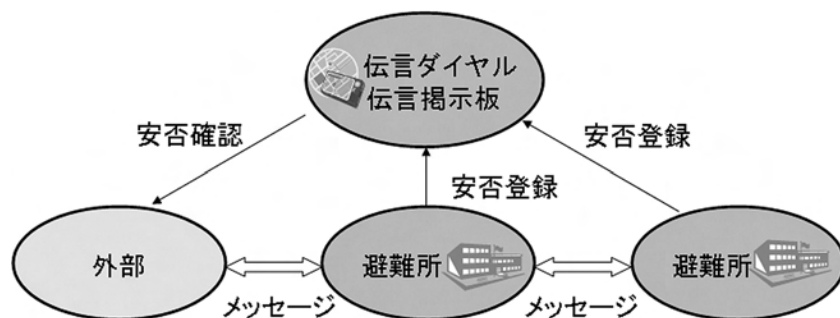 伝言ダイヤル
伝言掲示板
安否確認
安否登録
安否登録
外部
避難所
避難所
メッセージ
メッセージ